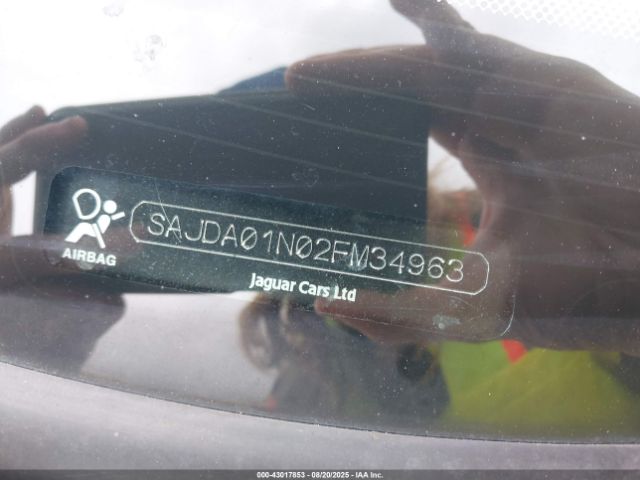 SAJDA01N02FM34963
AIRBAG
Jaguar Cars Ltd
000-43017853 - 08/20/2025 - IAA Inc.